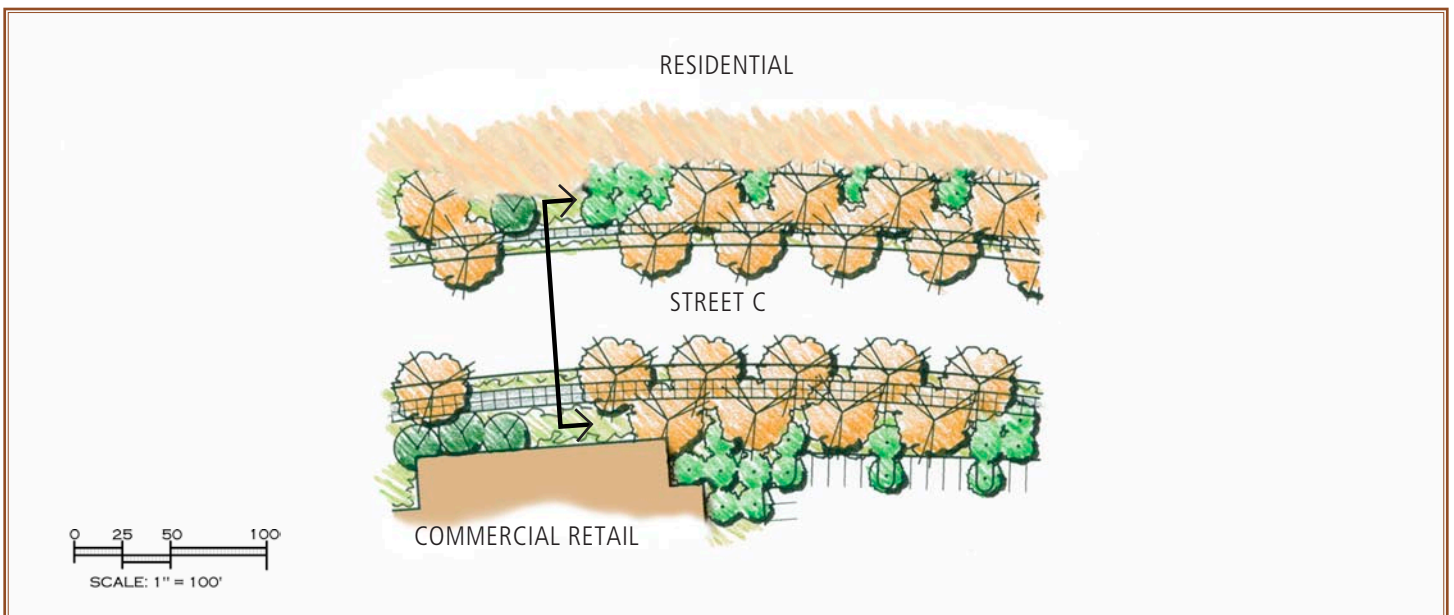 RESIDENTIAL
STREET C
COMMERCIAL RETAIL
0 25 50 100
SCALE: 1" = 100'